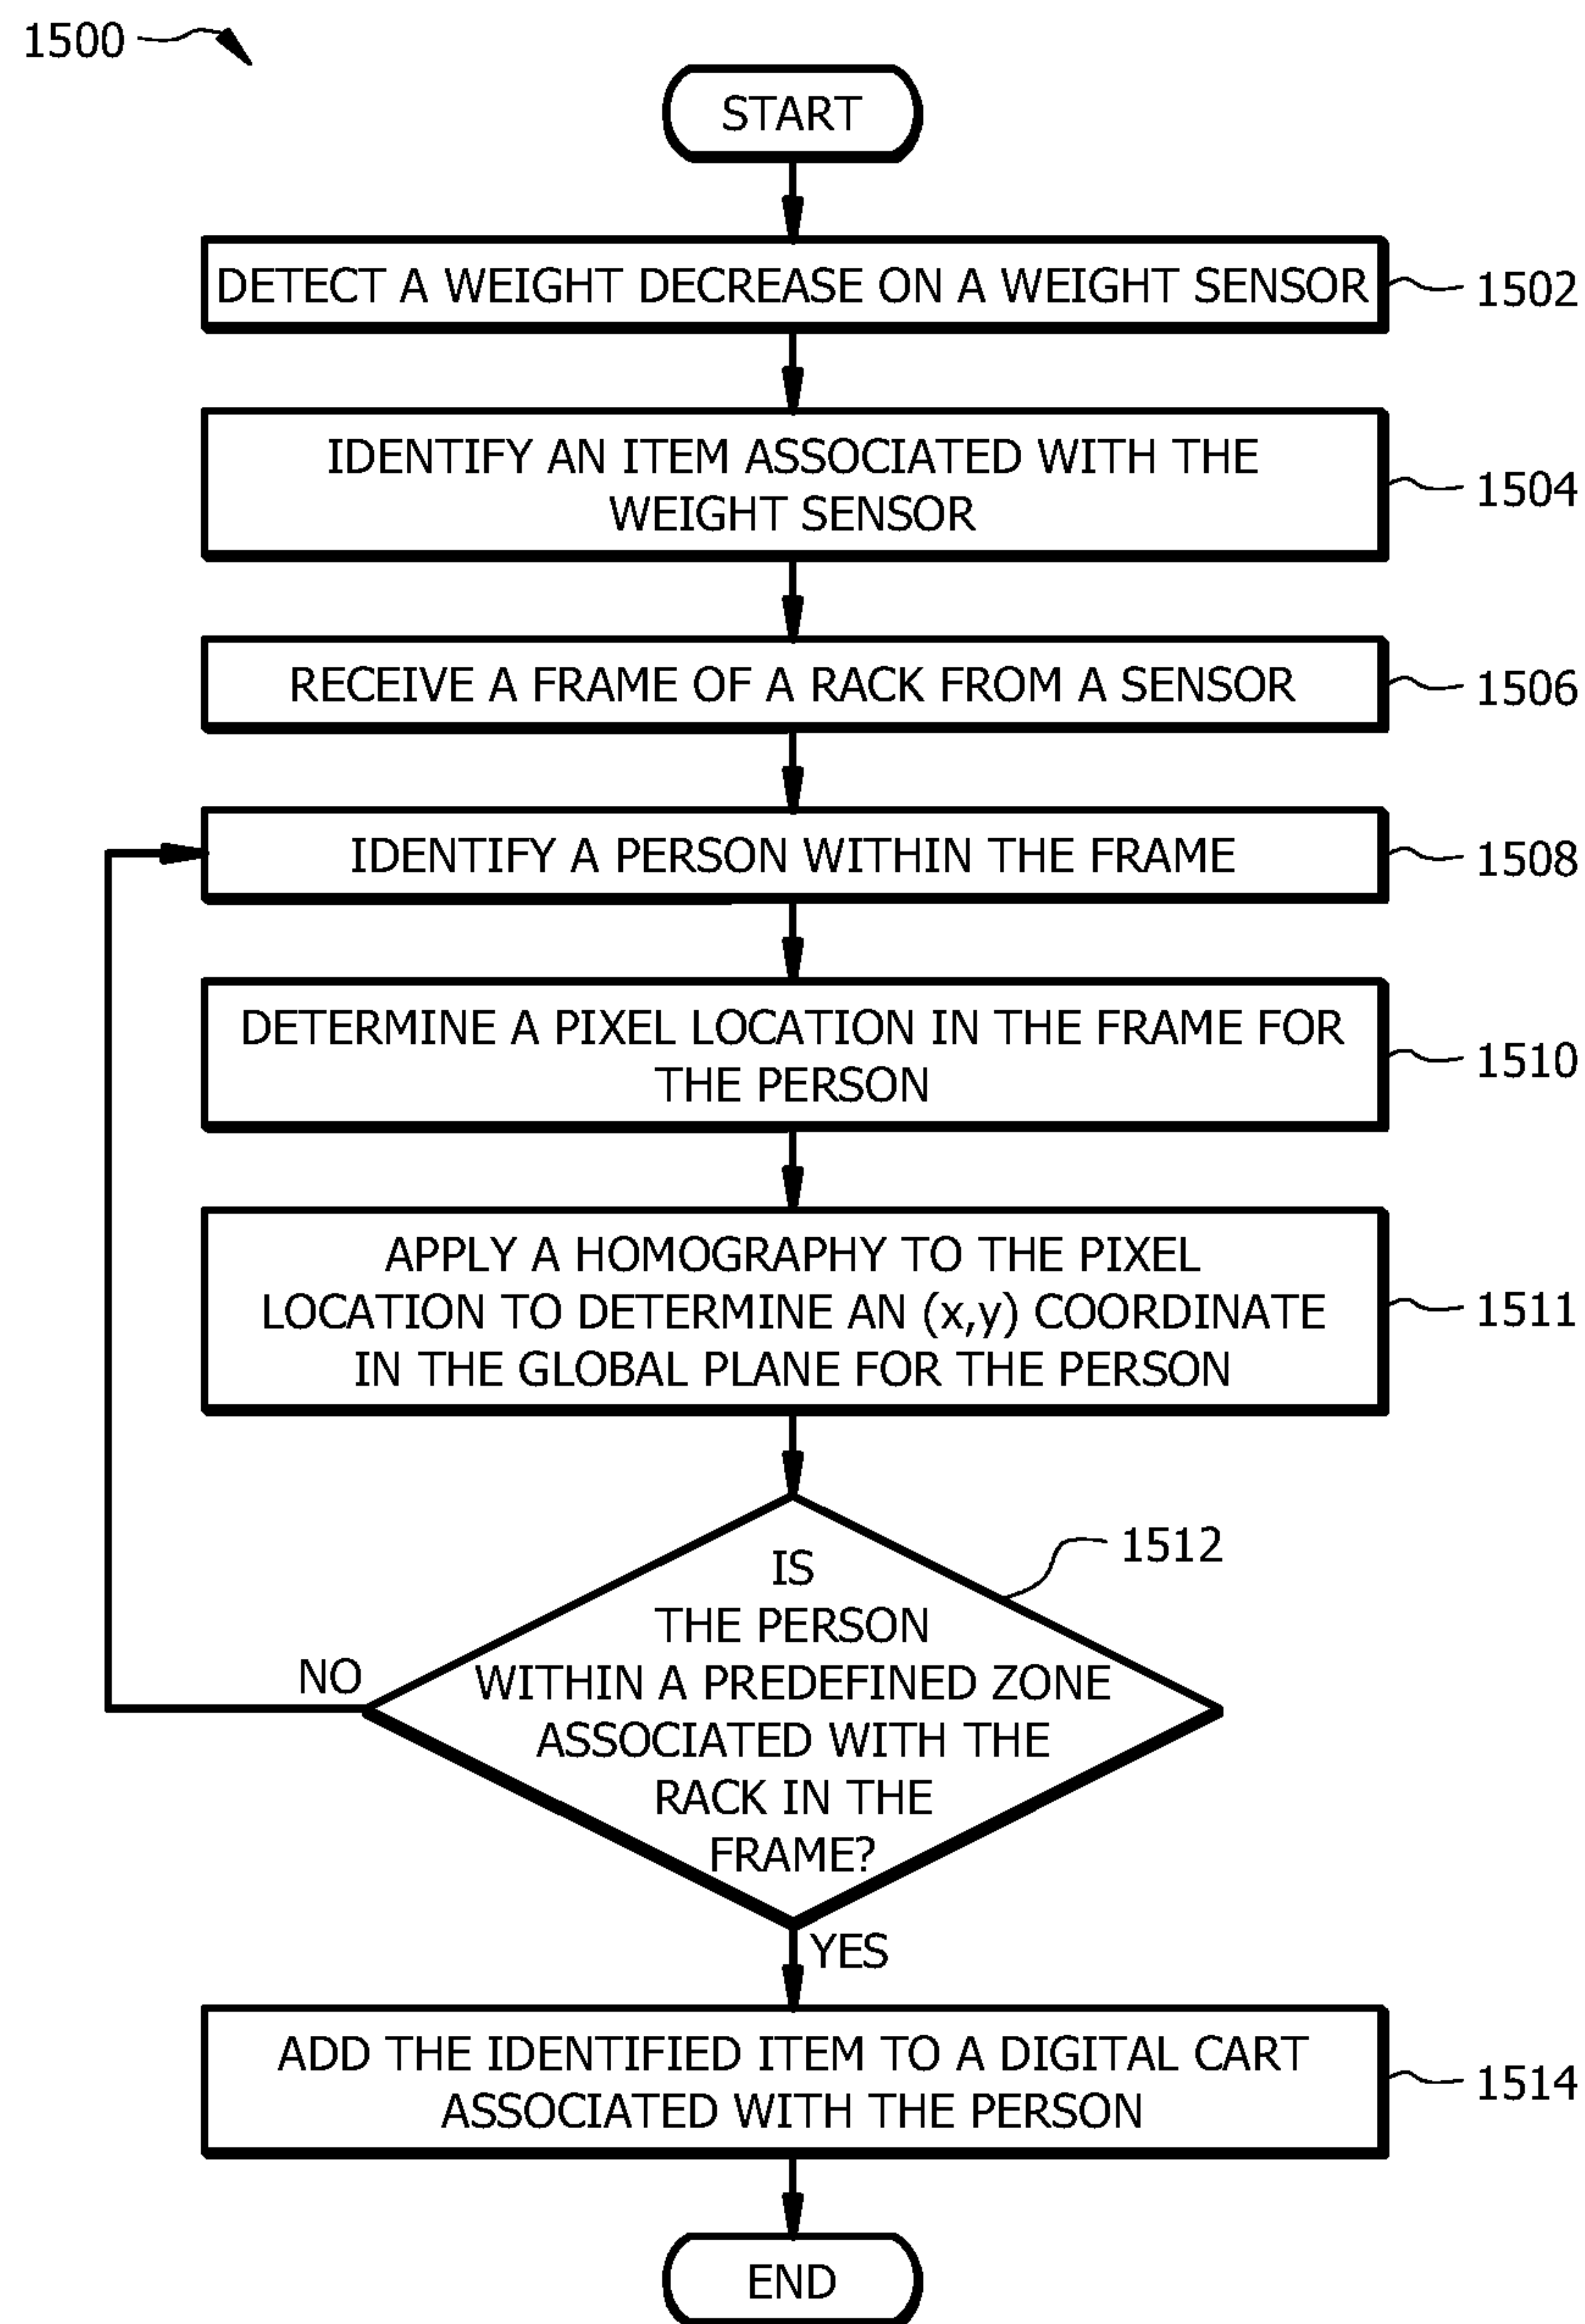 1500
START
DETECT A WEIGHT DECREASE ON A WEIGHT SENSOR
1502
IDENTIFY AN ITEM ASSOCIATED WITH THE
WEIGHT SENSOR
1504
RECEIVE A FRAME OF A RACK FROM A SENSOR
1506
IDENTIFY A PERSON WITHIN THE FRAME
1508
DETERMINE A PIXEL LOCATION IN THE FRAME FOR
THE PERSON
1510
APPLY A HOMOGRAPHY TO THE PIXEL
LOCATION TO DETERMINE AN (x,y) COORDINATE
IN THE GLOBAL PLANE FOR THE PERSON
1511
1512
IS
THE PERSON
WITHIN A PREDEFINED ZONE
ASSOCIATED WITH THE
RACK IN THE
FRAME?
NO
YES
ADD THE IDENTIFIED ITEM TO A DIGITAL CART
ASSOCIATED WITH THE PERSON
1514
END